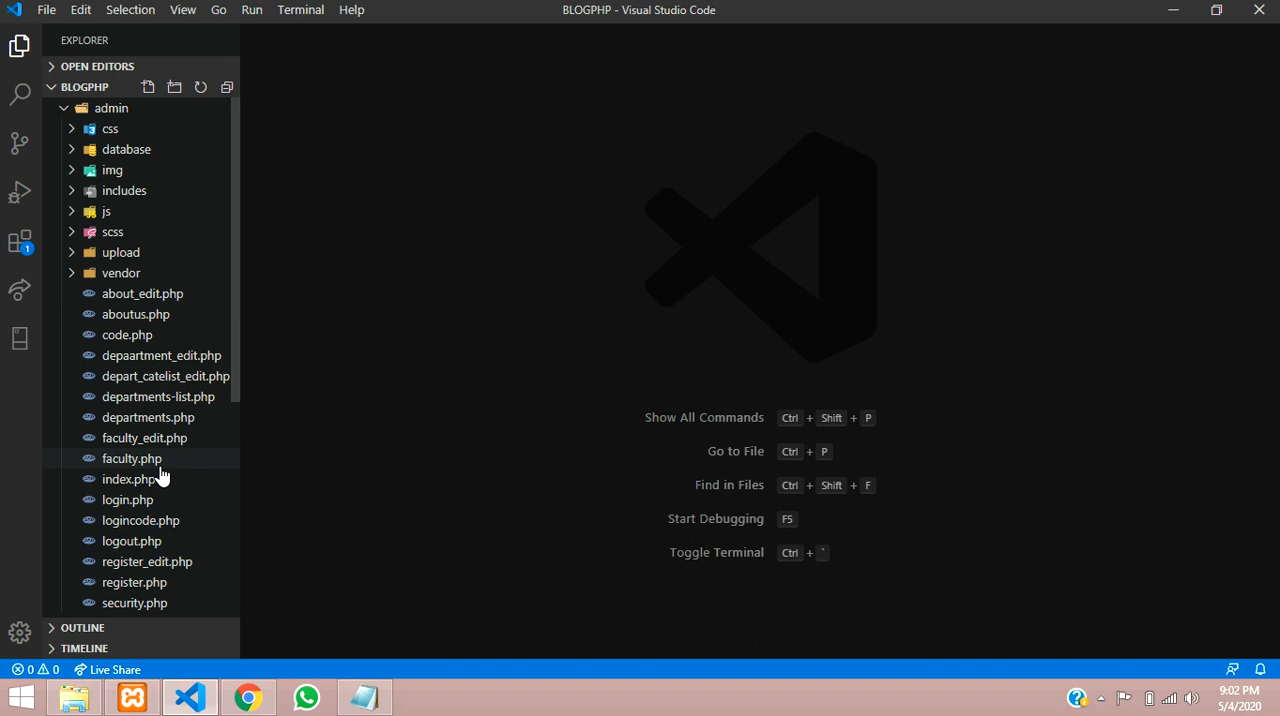 File Edit Selection View Go Run Terminal Help BLOGPHP - Visual Studio Code
EXPLORER
OPEN EDITORS
BLOGPHP
admin
css
database
img
includes
js
scss
upload
vendor
about_edit.php
aboutus.php
code.php
depaartment_edit.php
depart_catelist_edit.php
departments-list.php
departments.php
faculty_edit.php
faculty.php
index.php
login.php
logincode.php
logout.php
register_edit.php
register.php
security.php
OUTLINE
TIMELINE
1
Show All Commands Ctrl + Shift + P
Go to File Ctrl + P
Find in Files Ctrl + Shift + F
Start Debugging F5
Toggle Terminal Ctrl + `
0 0 Live Share
9:02 PM
5/4/2020